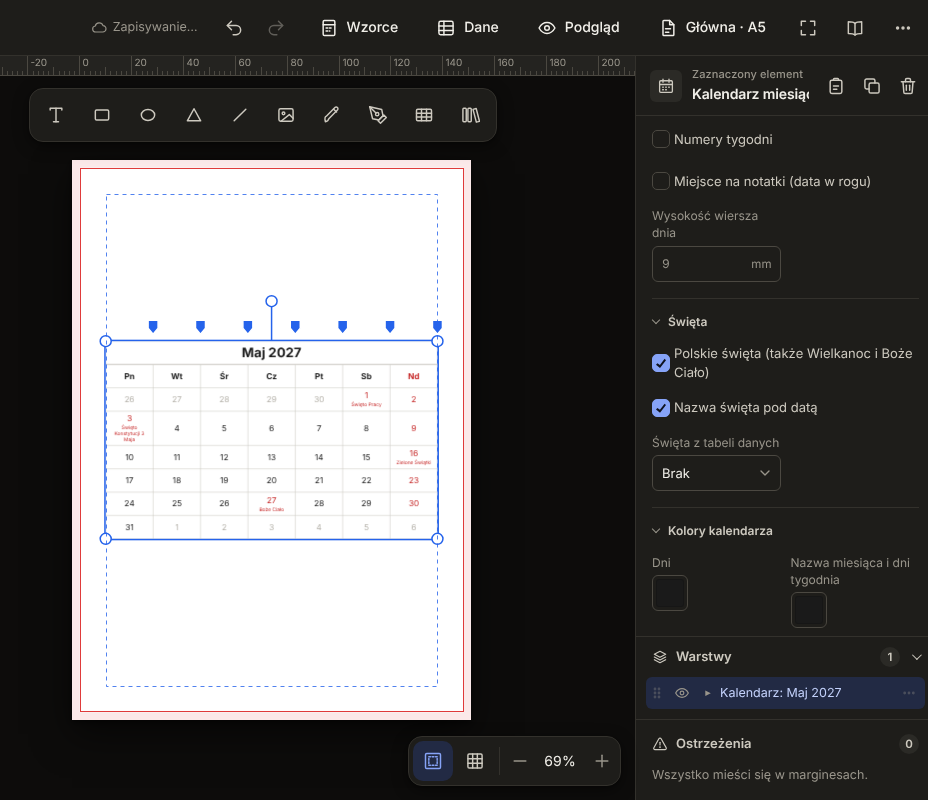 Zapisywanie...
Wzorce
Dane
Podgląd
Główna · A5
-20 0 20 40 60 80 100 120 140 160 180 200
Zaznaczony element
Kalendarz miesiąc
Numery tygodni
Miejsce na notatki (data w rogu)
Wysokość wiersza
dnia
9 mm
Święta
Polskie święta (także Wielkanoc i Boże
Ciało)
Nazwa święta pod datą
Święta z tabeli danych
Brak
Kolory kalendarza
Dni
Nazwa miesiąca i dni
tygodnia
Warstwy 1
Kalendarz: Maj 2027
Ostrzeżenia 0
Wszystko mieści się w marginesach.
Maj 2027
Pn Wt Śr Cz Pt Sb Nd
26 27 28 29 30 1 2
Święto Pracy
3 4 5 6 7 8 9
Święto
Konstytucji 3
Maja
10 11 12 13 14 15 16
Zielone Świątki
17 18 19 20 21 22 23
24 25 26 27 28 29 30
Boże Ciało
31 1 2 3 4 5 6
69%